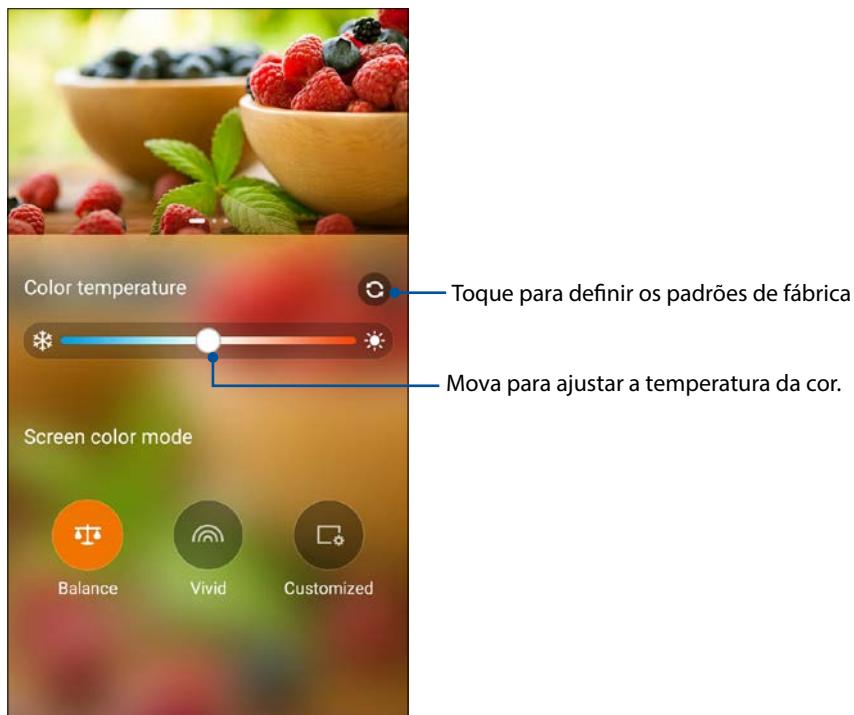 Color temperature
Toque para definir os padrões de fábrica
Mova para ajustar a temperatura da cor.
Screen color mode
Balance
Vivid
Customized